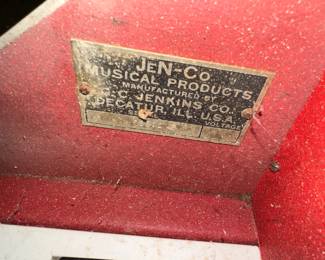 JEN-CO
MUSICAL PRODUCTS
MANUFACTURED BY
G.C. JENKINS CO.
DECATUR, ILL. U.S.A.
VOLTAGE